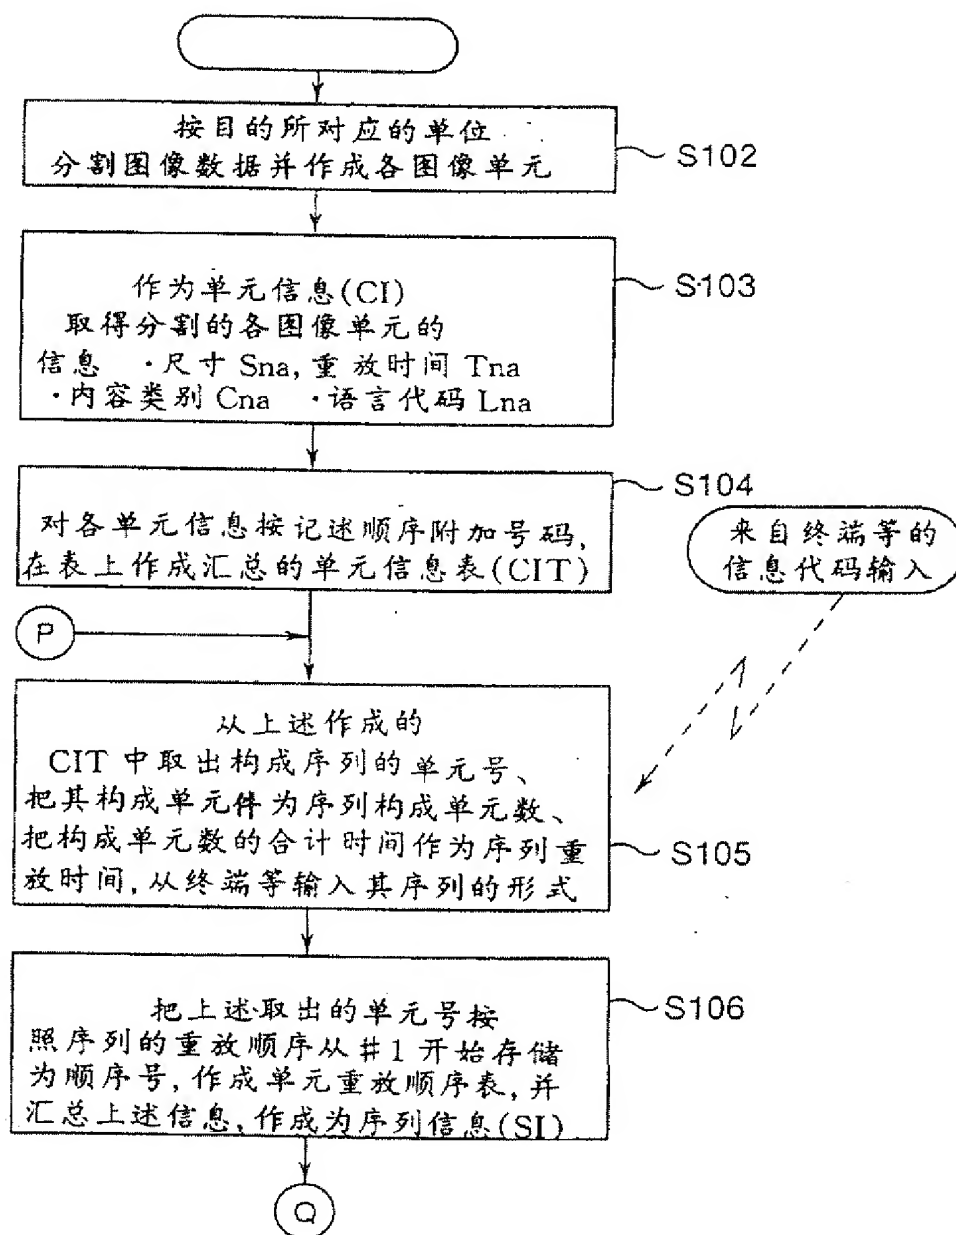 按目的所对应的单位
分割图像数据并作成各图像单元
S102
作为单元信息(CI)
取得分割的各图像单元的
信息 ·尺寸 Sna,重放时间 Tna
·内容类别 Cna ·语言代码 Lna
S103
对各单元信息按记述顺序附加号码,
在表上作成汇总的单元信息表(CIT)
S104
来自终端等的
信息代码输入
P
从上述作成的
CIT 中取出构成序列的单元号、
把其构成单元件为序列构成单元数、
把构成单元数的合计时间作为序列重
放时间,从终端等输入其序列的形式
S105
把上述取出的单元号按
照序列的重放顺序从 #1 开始存储
为顺序号,作成单元重放顺序表,并
汇总上述信息,作成为序列信息(SI)
S106
Q